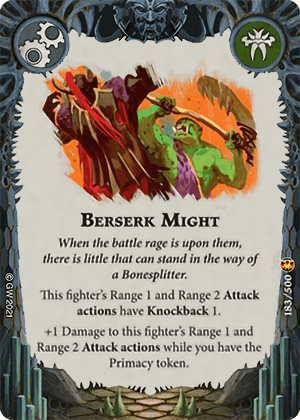 BERSERK MIGHT
When the battle rage is upon them,
there is little that can stand in the way of
a Bonesplitter.
This fighter's Range 1 and Range 2 Attack
actions have Knockback 1.
+1 Damage to this fighter's Range 1 and
Range 2 Attack actions while you have the
Primacy token.
© GW 2021
183/500